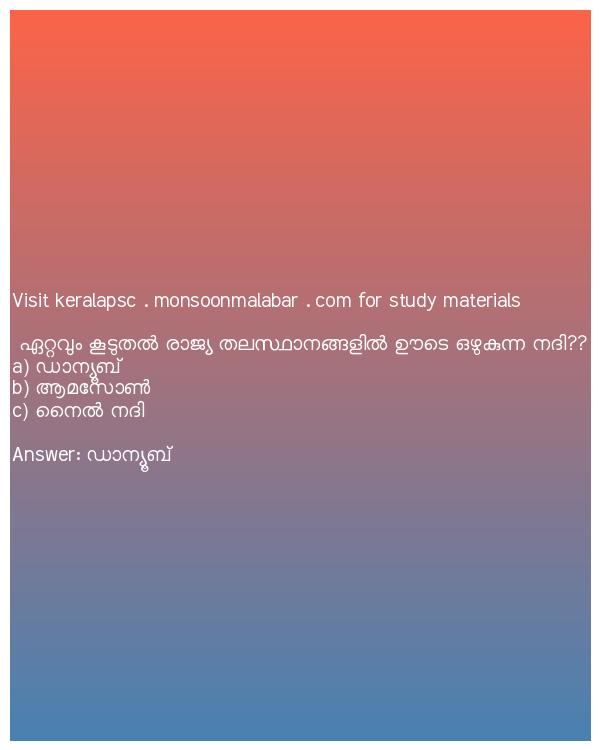 Visit keralapsc . monsoonmalabar . com for study materials
ഏറ്റവും കൂടുതൽ രാജ്യ തലസ്ഥാനങ്ങളിൽ ഊടെ ഒഴുകുന്ന നദി??
a) ഡാന്യൂബ്
b) ആമസോൺ
c) നൈൽ നദി
Answer: ഡാന്യൂബ്